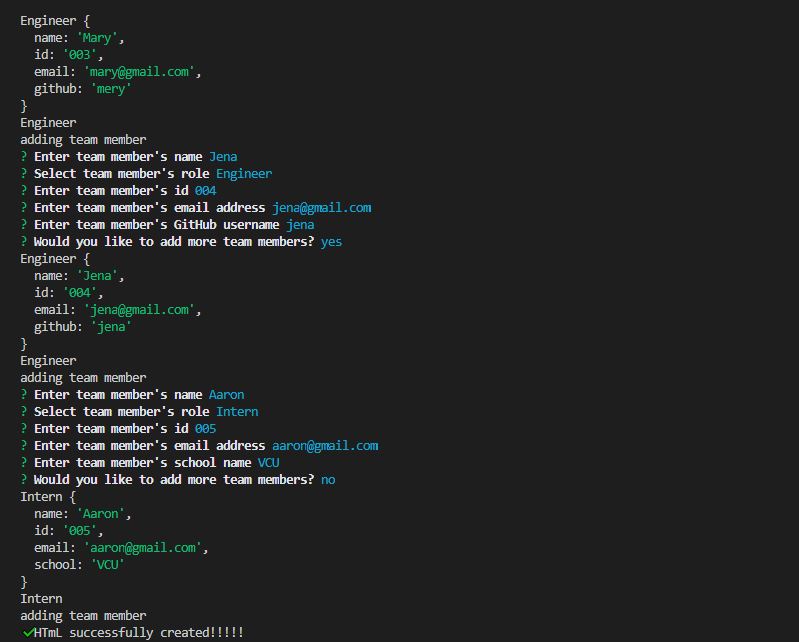 Engineer {
  name: 'Mary',
  id: '003',
  email: 'mary@gmail.com',
  github: 'mery'
}
Engineer
adding team member
? Enter team member's name Jena
? Select team member's role Engineer
? Enter team member's id 004
? Enter team member's email address jena@gmail.com
? Enter team member's GitHub username jena
? Would you like to add more team members? yes
Engineer {
  name: 'Jena',
  id: '004',
  email: 'jena@gmail.com',
  github: 'jena'
}
Engineer
adding team member
? Enter team member's name Aaron
? Select team member's role Intern
? Enter team member's id 005
? Enter team member's email address aaron@gmail.com
? Enter team member's school name VCU
? Would you like to add more team members? no
Intern {
  name: 'Aaron',
  id: '005',
  email: 'aaron@gmail.com',
  school: 'VCU'
}
Intern
adding team member
✔HTmL successfully created!!!!!